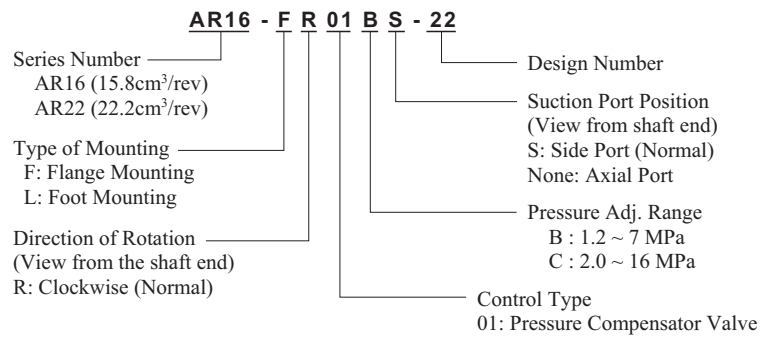 AR16 - F R 01 B S - 22
Series Number
AR16 (15.8cm³/rev)
AR22 (22.2cm³/rev)
Type of Mounting
F: Flange Mounting
L: Foot Mounting
Direction of Rotation
(View from the shaft end)
R: Clockwise (Normal)
Design Number
Suction Port Position
(View from shaft end)
S: Side Port (Normal)
None: Axial Port
Pressure Adj. Range
B : 1.2 ~ 7 MPa
C : 2.0 ~ 16 MPa
Control Type
01: Pressure Compensator Valve